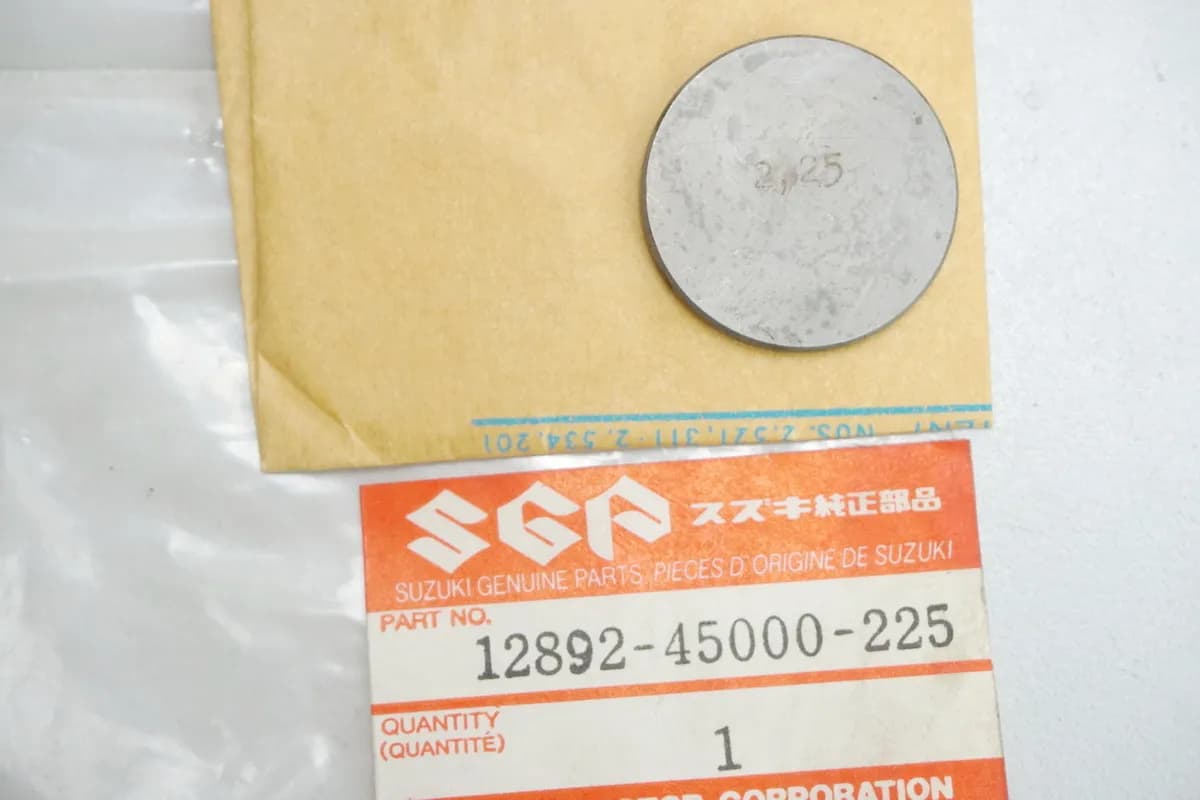 2,25
TENT NOS. 2,521,311 - 2,534,201
SGP スズキ純正部品
SUZUKI GENUINE PARTS, PIECES D'ORIGINE DE SUZUKI
PART NO.
12892-45000-225
QUANTITY
(QUANTITÉ)
1
CORPORATION